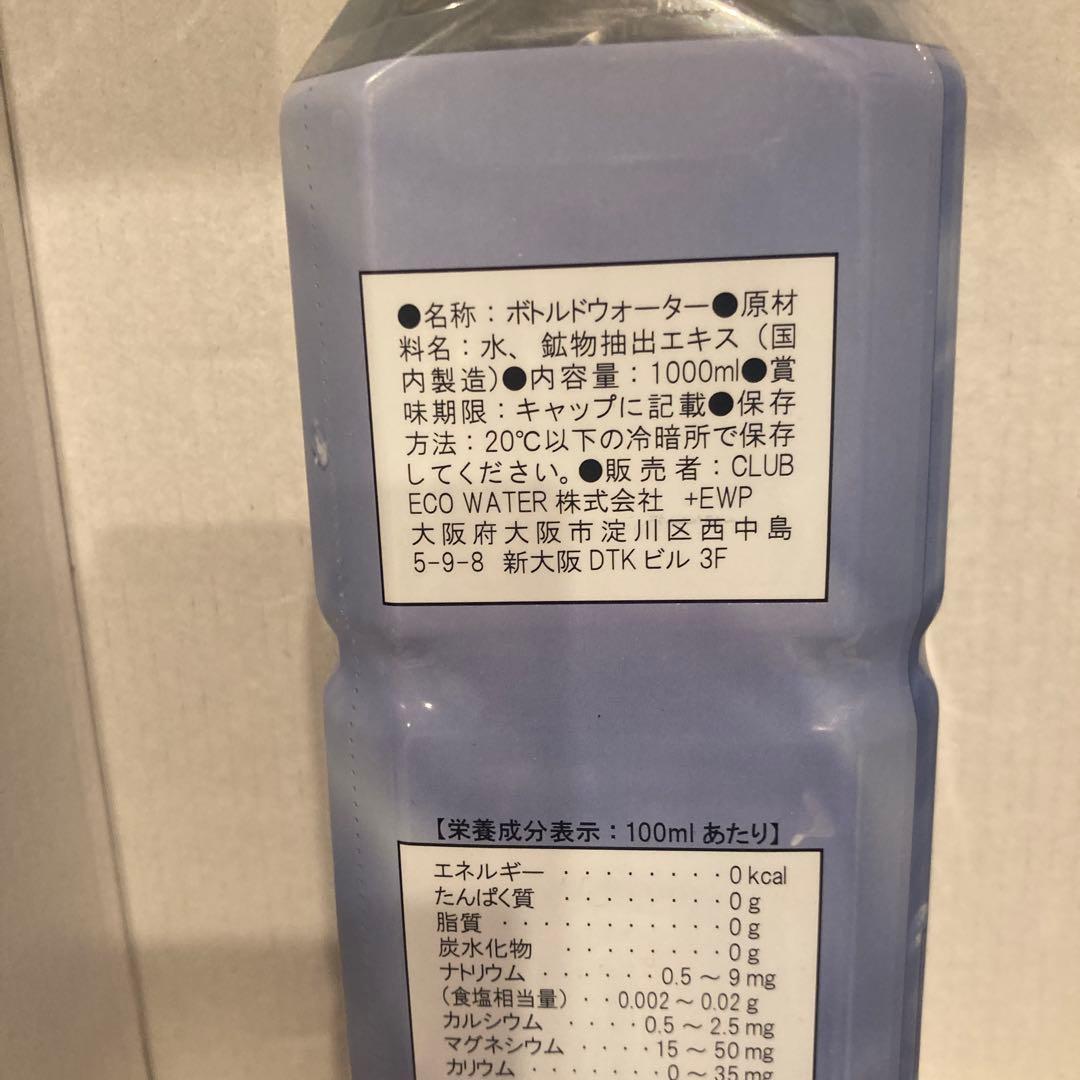 ●名称：ボトルドウォーター●原材
料名：水、鉱物抽出エキス（国
内製造）●内容量：1000ml●賞
味期限：キャップに記載●保存
方法：20℃以下の冷暗所で保存
してください。●販売者：CLUB
ECO WATER 株式会社 +EWP
大阪府大阪市淀川区西中島
5-9-8 新大阪 DTK ビル 3F
【栄養成分表示：100ml あたり】
エネルギー ········0 kcal
たんぱく質 ········0 g
脂質 ···········0 g
炭水化物 ·······0 g
ナトリウム ······0.5～9 mg
（食塩相当量）··0.002～0.02 g
カルシウム ····0.5～2.5 mg
マグネシウム ····15～50 mg
カリウム ·······0～35 mg